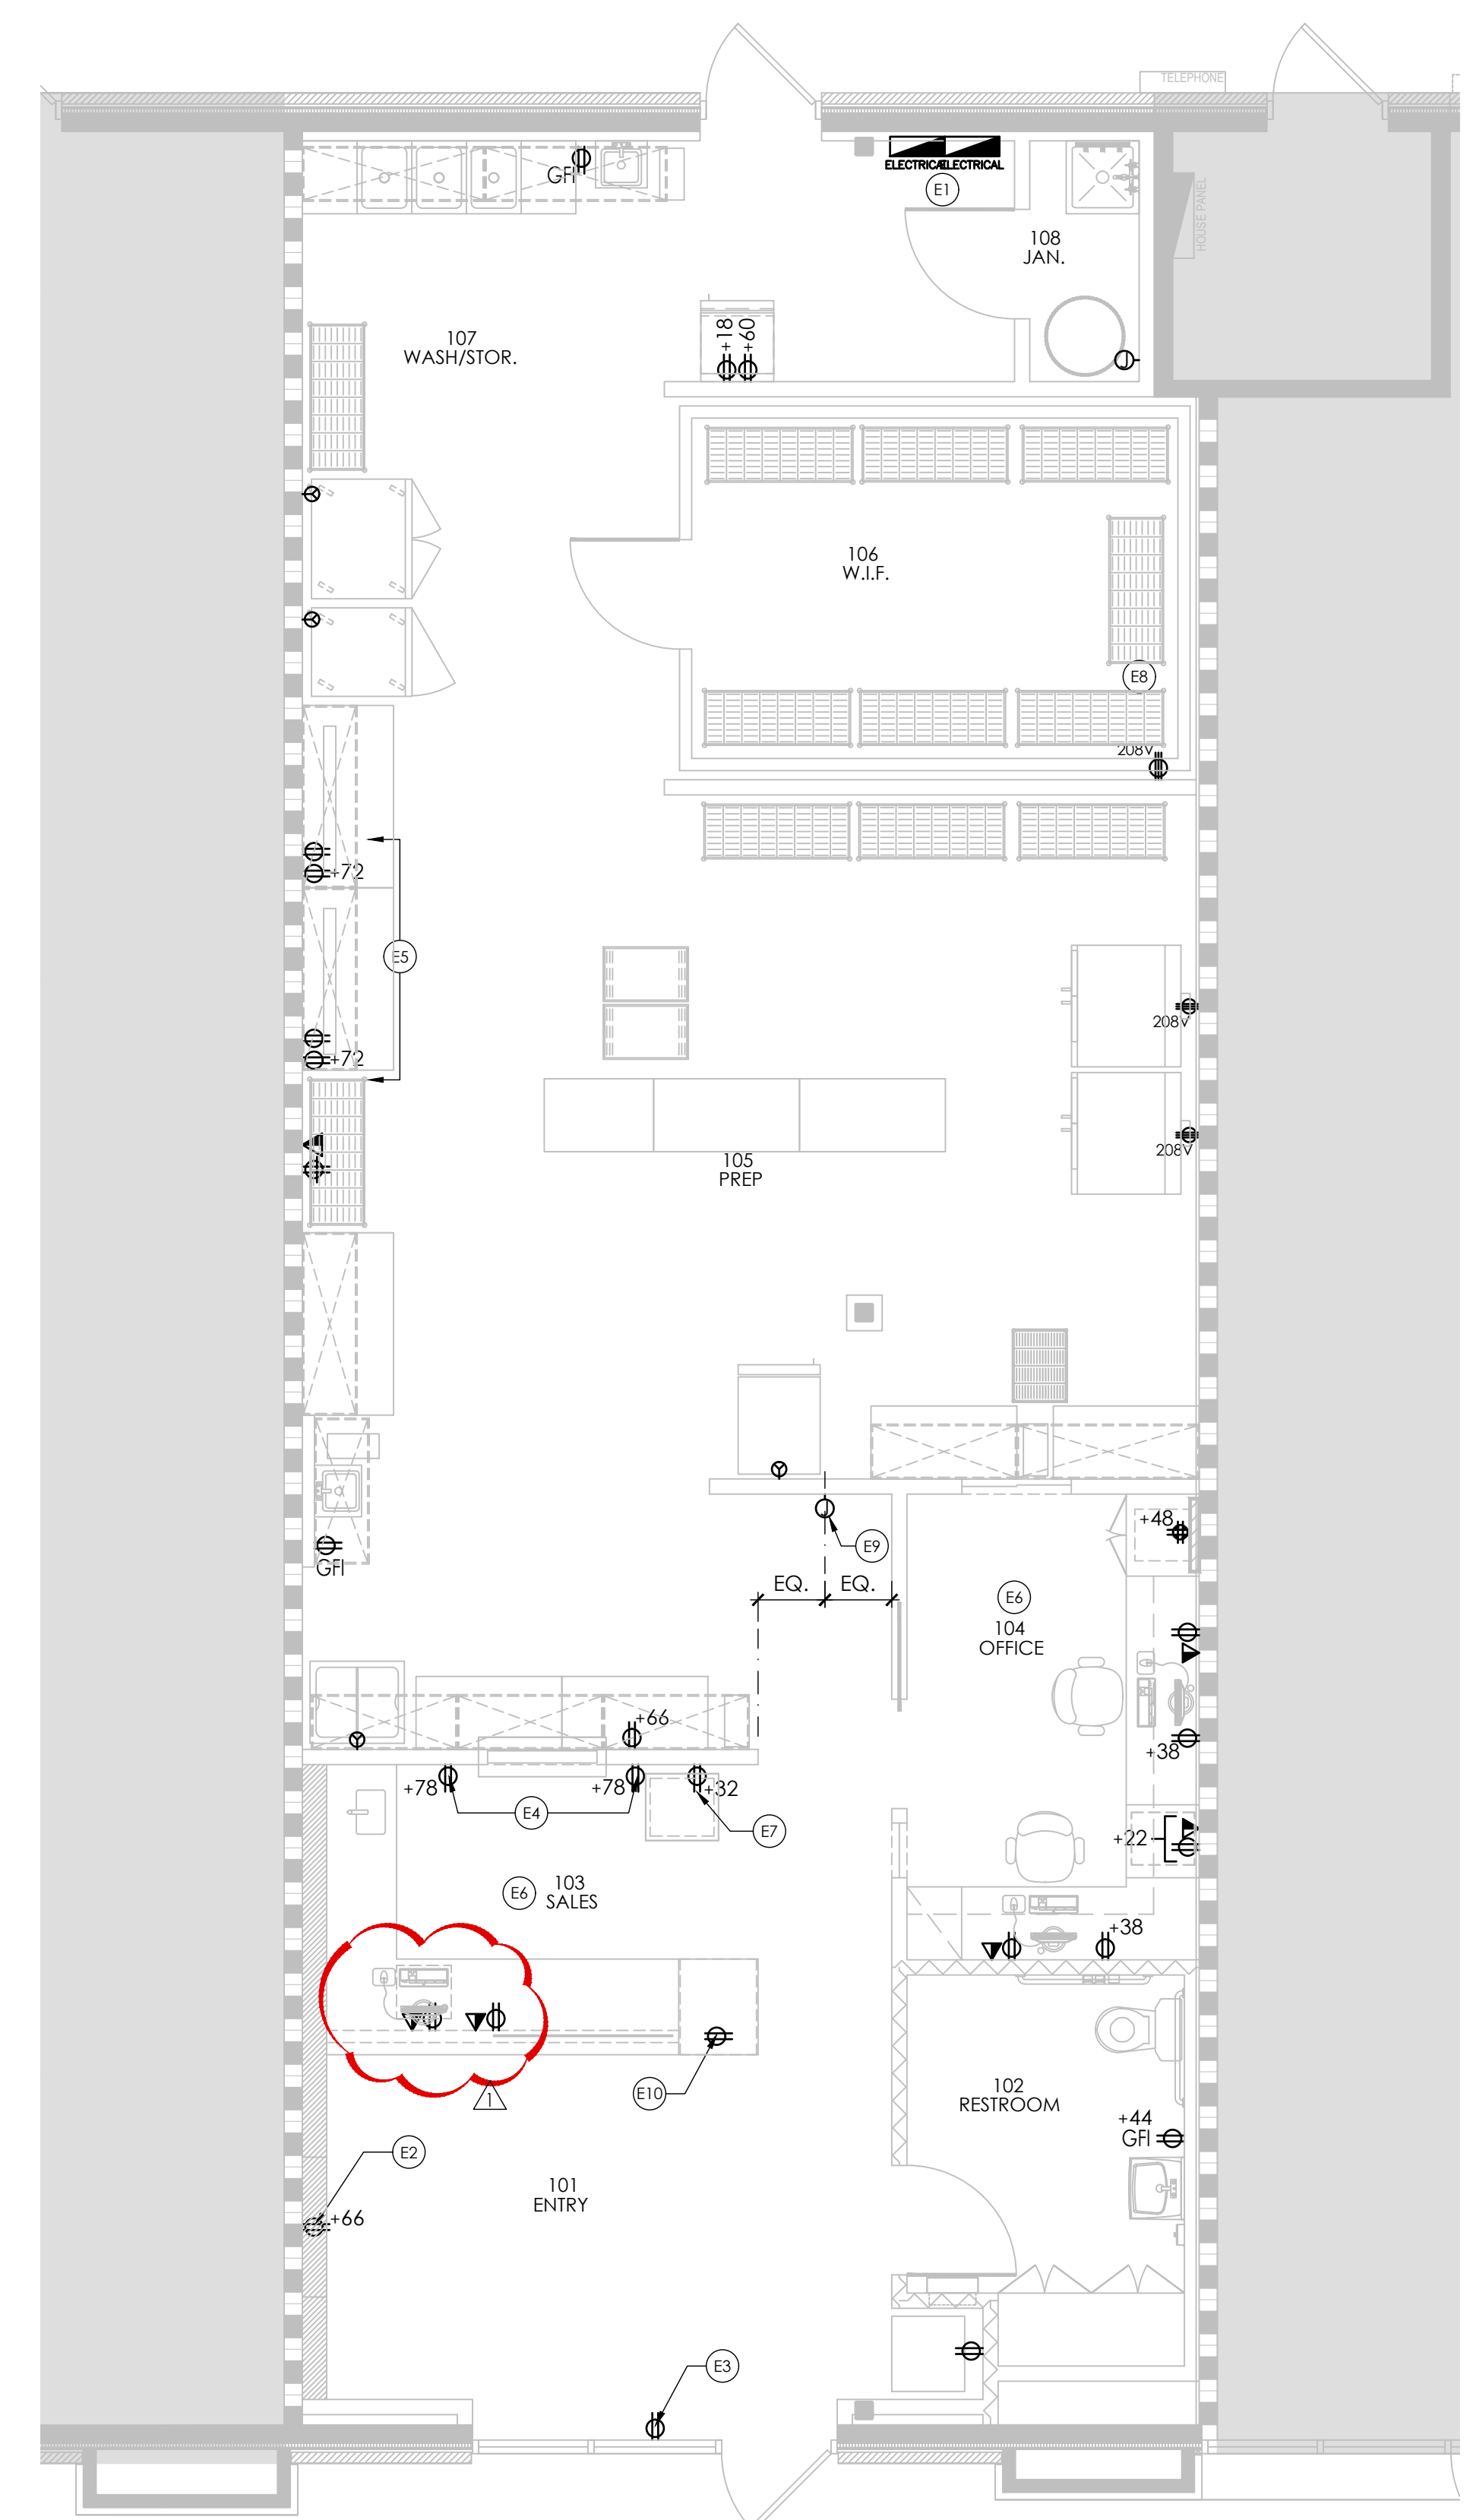 TELEPHONE
ELECTRICAL
ELECTRICAL
E1
GFI
HOUSE PANEL
108
JAN.
+18
+60
107
WASH/STOR.
J
106
W.I.F.
E8
208V
+72
E5
208V
+72
208V
105
PREP
J
+48
E9
GFI
EQ.
EQ.
E6
104
OFFICE
+66
+38
+78
+78
+32
E4
E7
+22
E6
103
SALES
+38
E10
1
102
RESTROOM
+44
GFI
E2
101
ENTRY
+66
E3